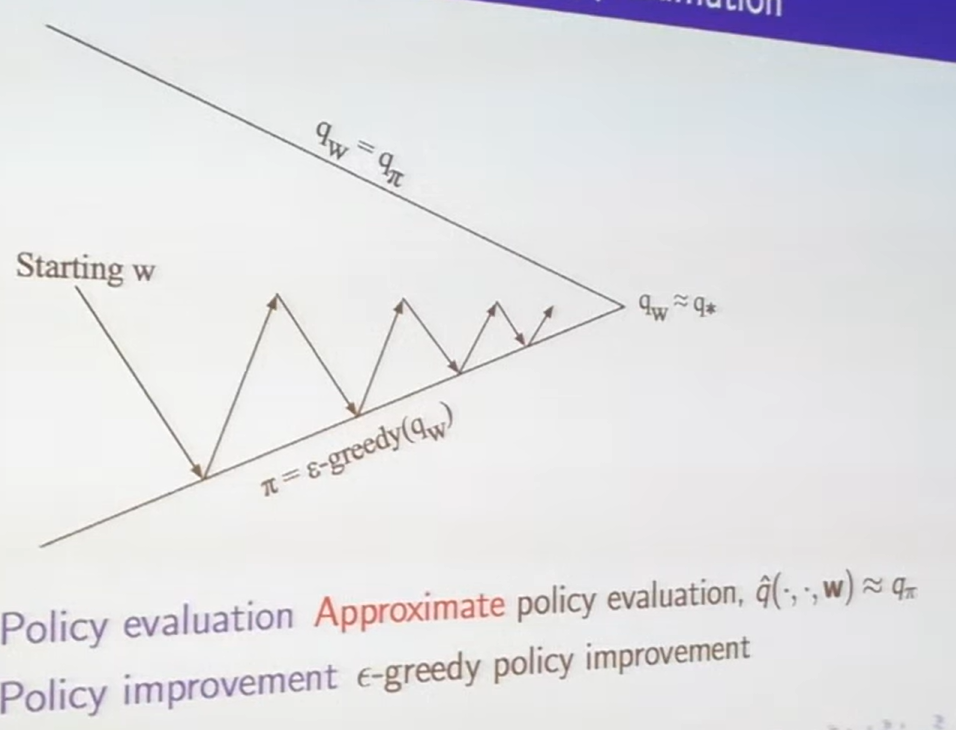 q_w = q_π
Starting w
q_w ≈ q_*
π = ε-greedy(q_w)
Policy evaluation Approximate policy evaluation, q̂(·, ·, w) ≈ q_π
Policy improvement ϵ-greedy policy improvement